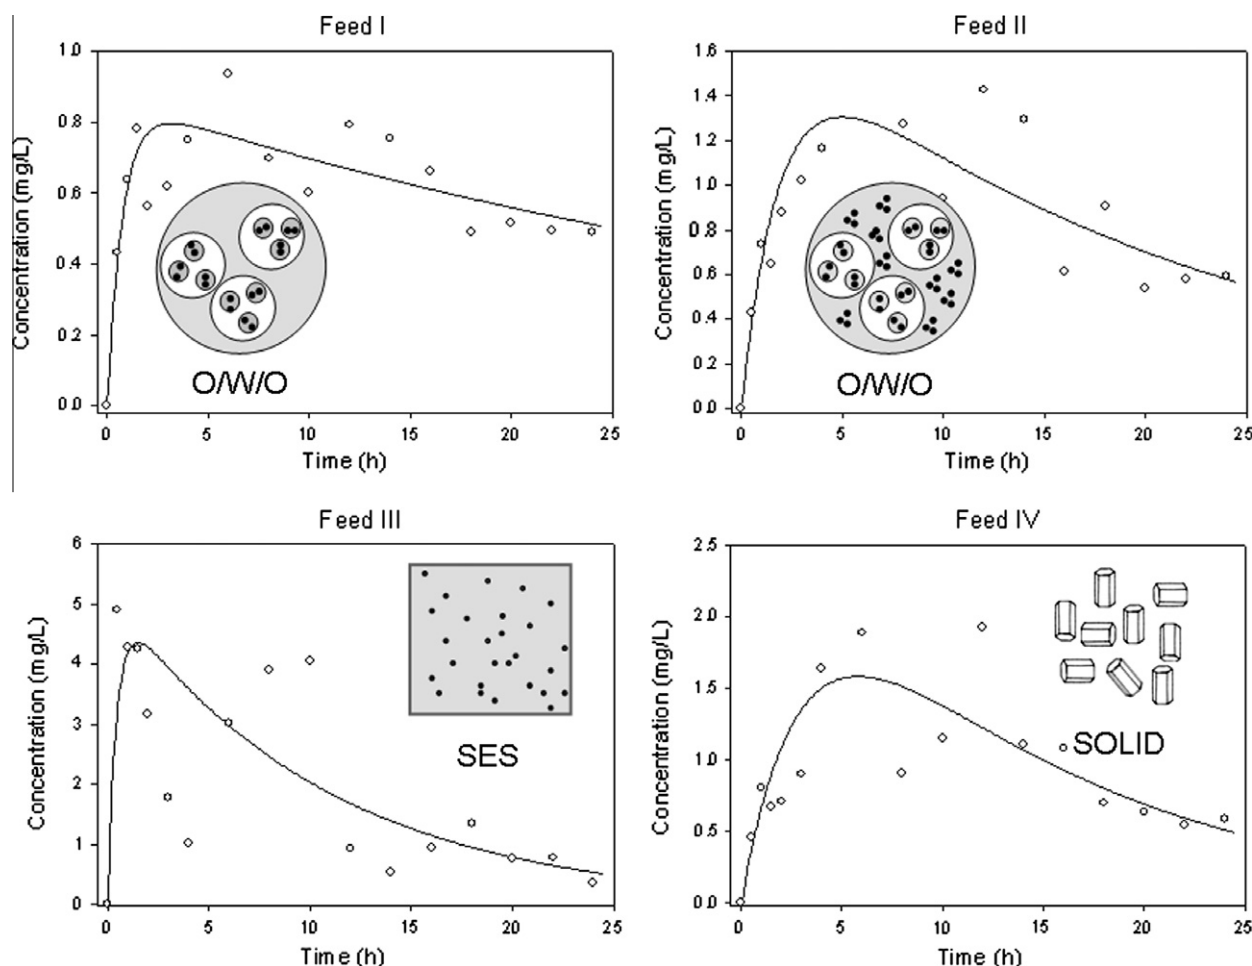 Feed I
1.0
0.8
0.6
0.4
0.2
0.0
Concentration (mg/L)
O/W/O
0 5 10 15 20 25
Time (h)
Feed II
1.6
1.4
1.2
1.0
0.8
0.6
0.4
0.2
0.0
Concentration (mg/L)
O/W/O
0 5 10 15 20 25
Time (h)
Feed III
6
5
4
3
2
1
0
Concentration (mg/L)
SES
0 5 10 15 20 25
Time (h)
Feed IV
2.5
2.0
1.5
1.0
0.5
0.0
Concentration (mg/L)
SOLID
0 5 10 15 20 25
Time (h)